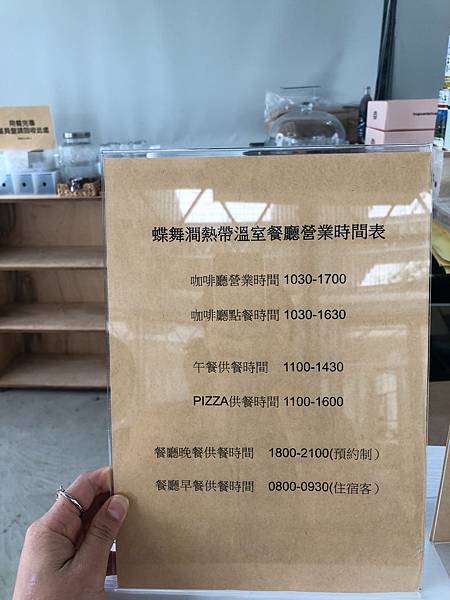 蝶舞澗熱帶溫室餐廳營業時間表
咖啡廳營業時間 1030-1700
咖啡廳點餐時間 1030-1630
午餐供餐時間 1100-1430
PIZZA供餐時間 1100-1600
餐廳晚餐供餐時間 1800-2100(預約制)
餐廳早餐供餐時間 0800-0930(住宿客)